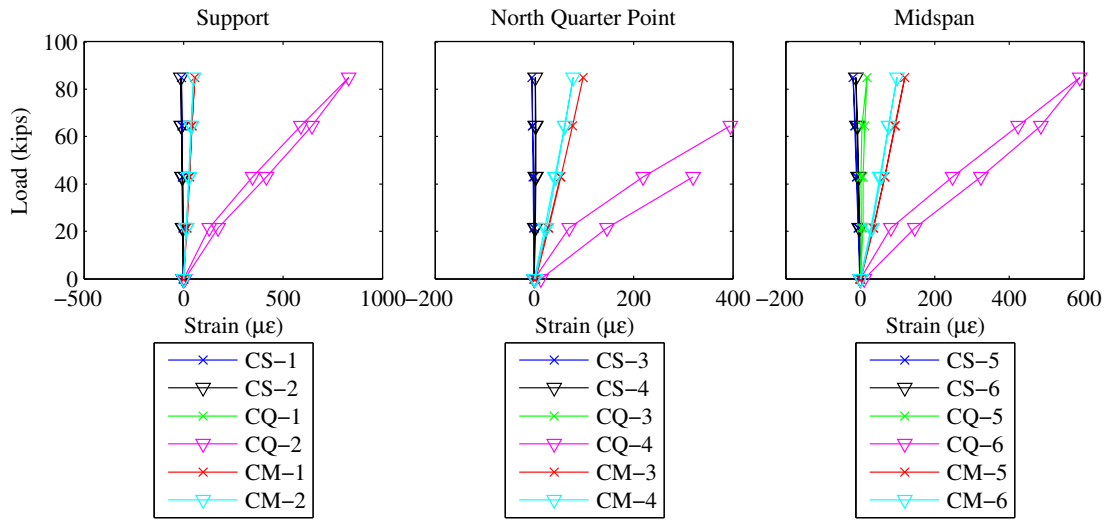 Support
North Quarter Point
Midspan
Load (kips)
100
80
60
40
20
0
−500
0
500
1000
−200
0
200
400
−200
0
200
400
600
Strain (με)
Strain (με)
Strain (με)
CS−1
CS−2
CQ−1
CQ−2
CM−1
CM−2
CS−3
CS−4
CQ−3
CQ−4
CM−3
CM−4
CS−5
CS−6
CQ−5
CQ−6
CM−5
CM−6